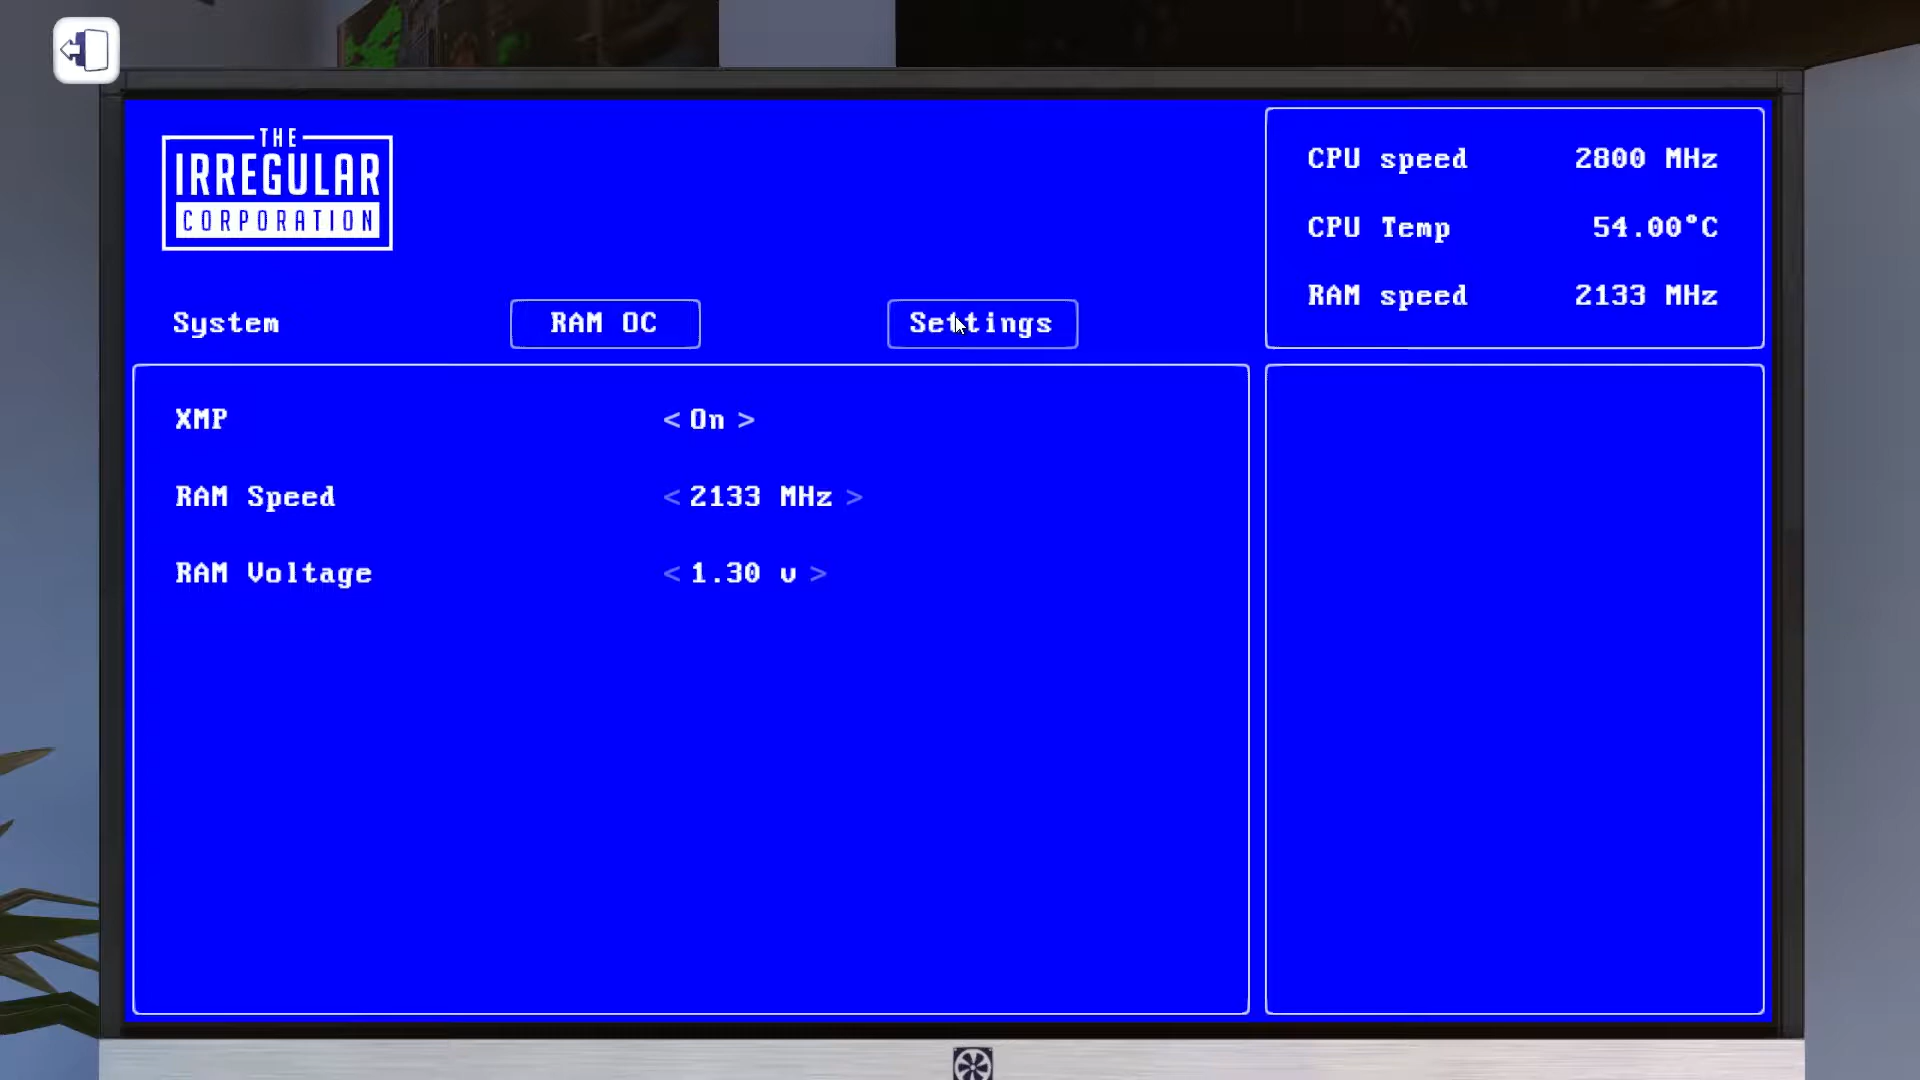 THE
IRREGULAR
CORPORATION
CPU speed 2800 MHz
CPU Temp 54.00°C
RAM speed 2133 MHz
System RAM OC Settings
XMP < On >
RAM Speed < 2133 MHz >
RAM Voltage < 1.30 v >